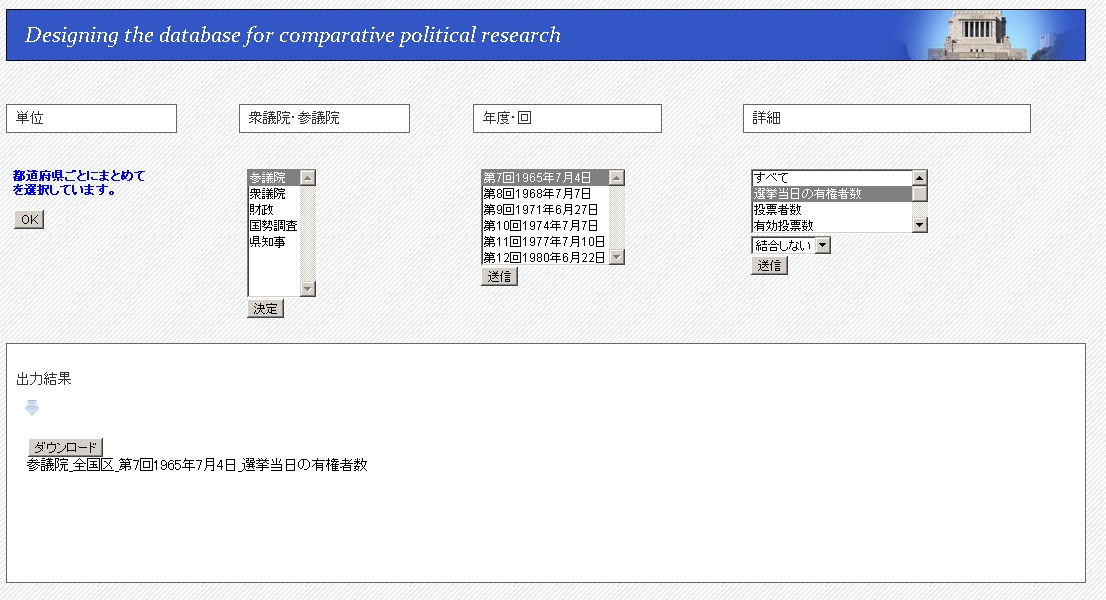 Designing the database for comparative political research
単位
衆議院・参議院
年度・回
詳細
都道府県ごとにまとめて
を選択しています。
OK
参議院
衆議院
財政
国勢調査
県知事
決定
第7回1965年7月4日
第8回1968年7月7日
第9回1971年6月27日
第10回1974年7月7日
第11回1977年7月10日
第12回1980年6月22日
送信
すべて
選挙当日の有権者数
投票者数
有効投票数
結合しない
送信
出力結果
ダウンロード
参議院_全国区_第7回1965年7月4日_選挙当日の有権者数